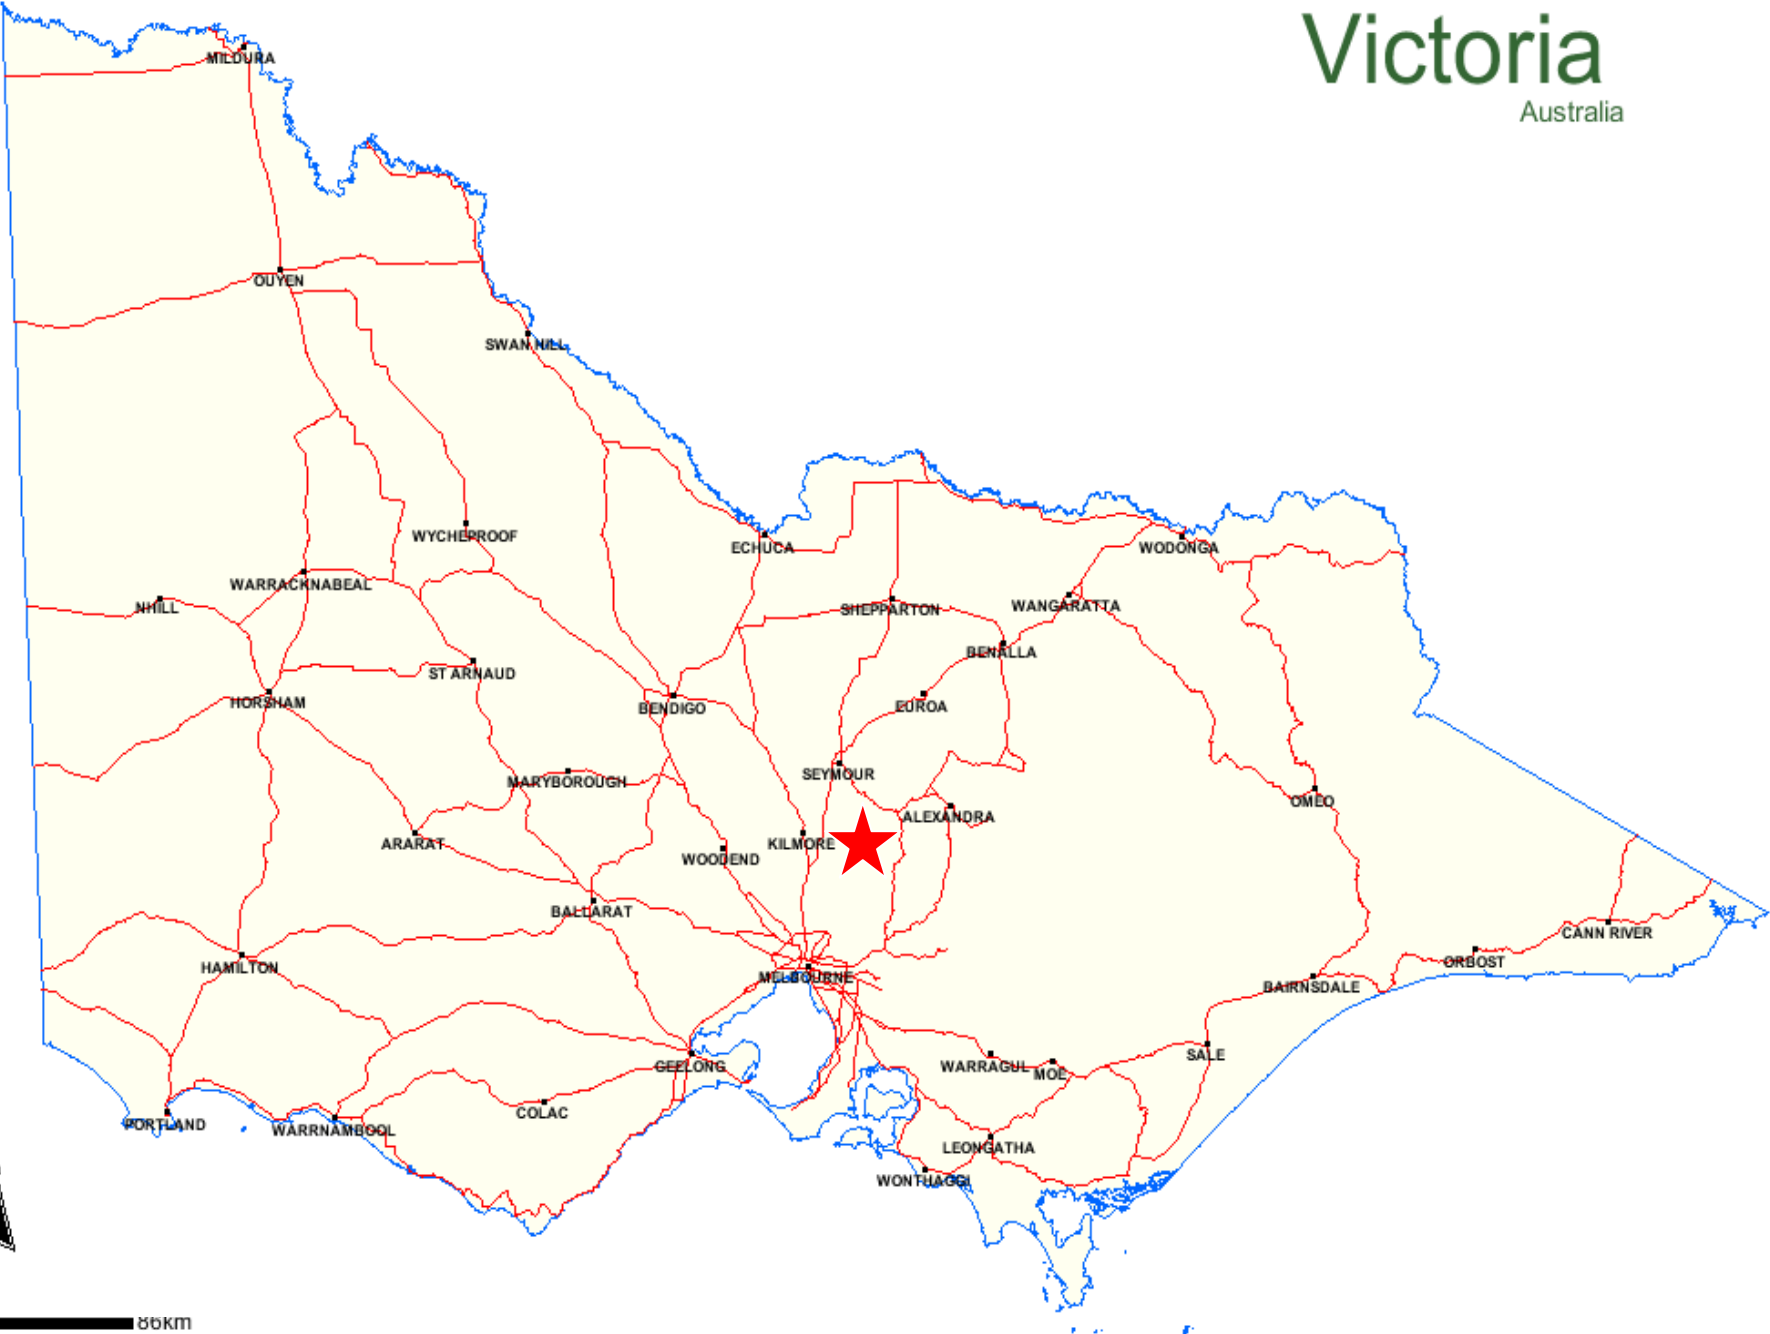 Victoria
Australia
MILDURA
OUYEN
SWAN HILL
WYCHEPROOF
ECHUCA
WODONGA
WARRACKNABEAL
NHILL
SHEPPARTON
WANGARATTA
BENALLA
ST ARNAUD
HORSHAM
BENDIGO
EUROA
SEYMOUR
MARYBOROUGH
OMEO
ALEXANDRA
ARARAT
KILMORE
WOODEND
BALLARAT
CANN RIVER
HAMILTON
ORBOST
MELBOURNE
BAIRNSDALE
SALE
GEELONG
WARRAGUL
MOE
COLAC
PORTLAND
WARRNAMBOOL
LEONGATHA
WONTHAGGI
86km